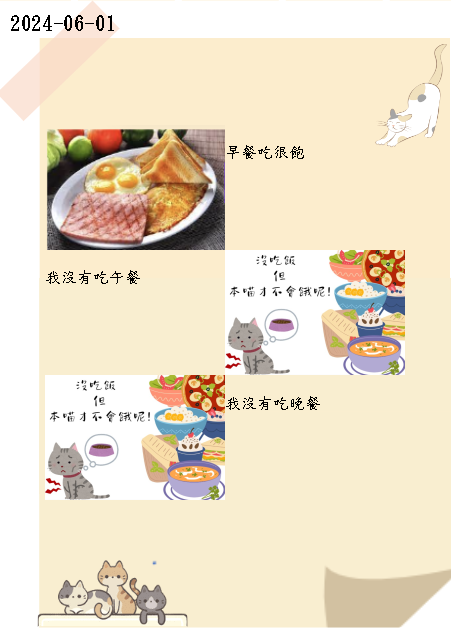 2024-06-01
早餐吃很飽
我沒有吃午餐
沒吃飯
但
本喵才不會餓呢!
沒吃飯
但
本喵才不會餓呢!
我沒有吃晚餐